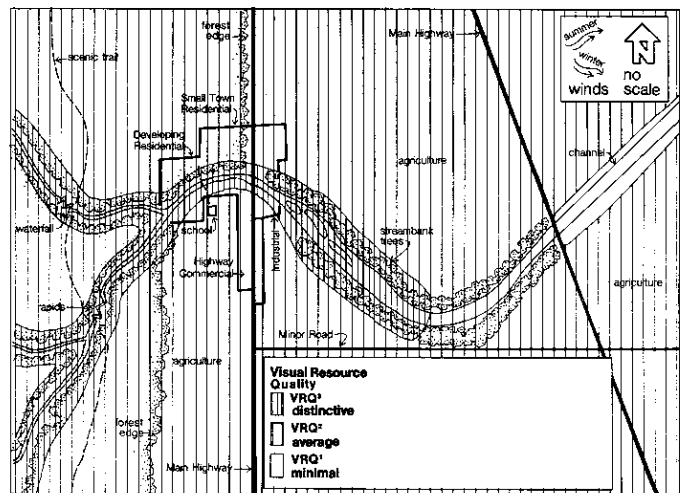 forest
edge
scenic trail
Main Highway
summer
winter
winds
N
no
scale
Small Town
Residential
Developing
Residential
agriculture
channel
waterfall
school
streambank
trees
Highway
Commercial
Industrial
agriculture
rapids
Minor Road
agriculture
Visual Resource
Quality
VRQ³
distinctive
VRQ²
average
VRQ¹
minimal
forest
edge
Main Highway